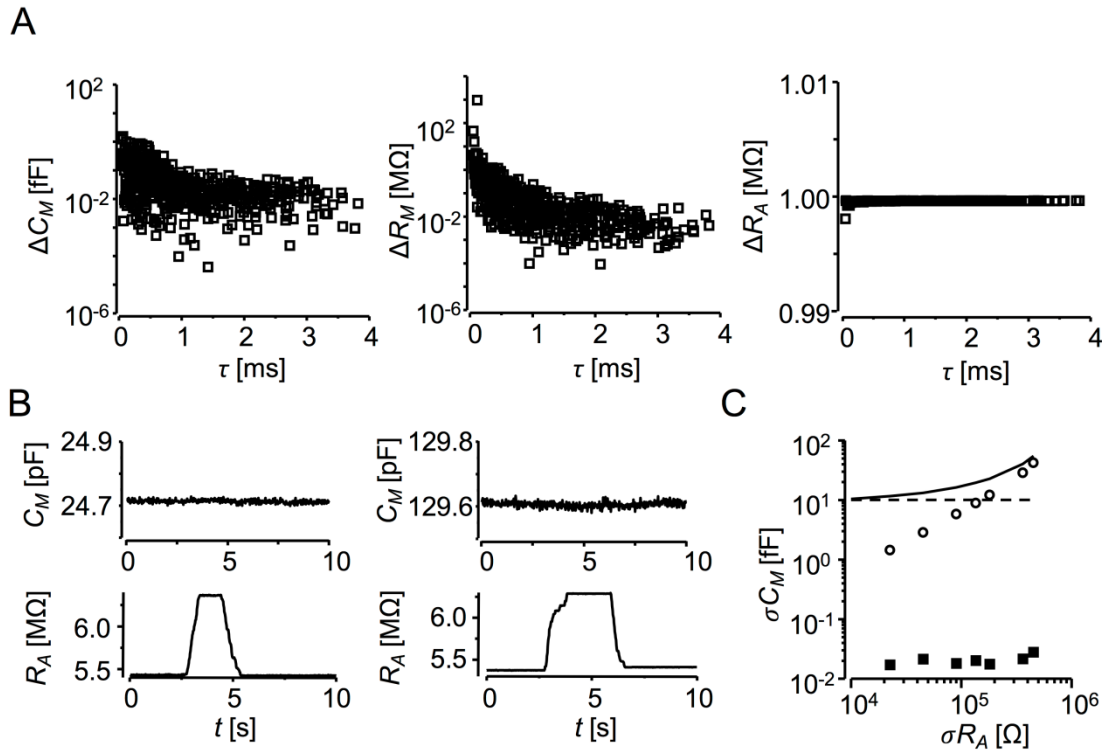 A
ΔC_M [fF]
10²
10⁻²
10⁻⁶
0 1 2 3 4
τ [ms]
ΔR_M [MΩ]
10²
10⁻²
10⁻⁶
0 1 2 3 4
τ [ms]
ΔR_A [MΩ]
1.01
1.00
0.99
0 1 2 3 4
τ [ms]
B
C_M [pF]
24.9
24.7
0 5 10
C_M [pF]
129.8
129.6
0 5 10
R_A [MΩ]
6.0
5.5
0 5 10
t [s]
R_A [MΩ]
6.0
5.5
0 5 10
t [s]
C
σC_M [fF]
10²
10¹
10⁰
10⁻¹
10⁻²
10⁴ 10⁵ 10⁶
σR_A [Ω]